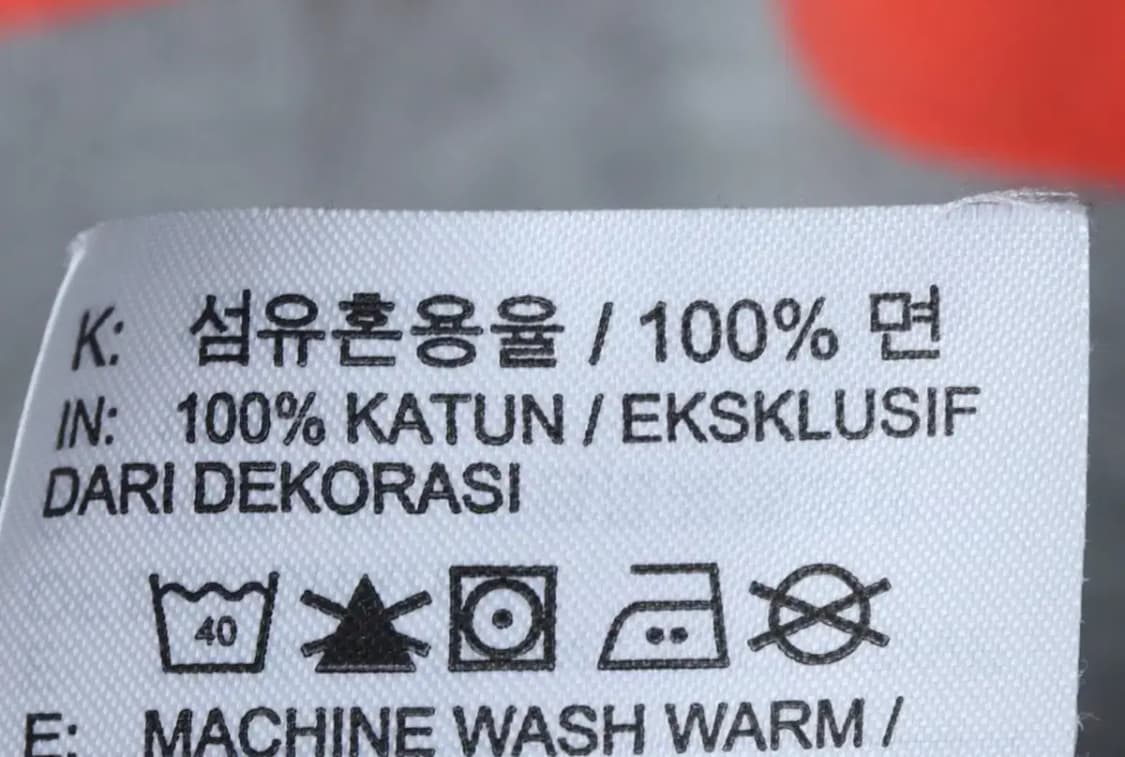 K: 섬유혼용율 / 100% 면
IN: 100% KATUN / EKSKLUSIF
DARI DEKORASI
40
E: MACHINE WASH WARM /